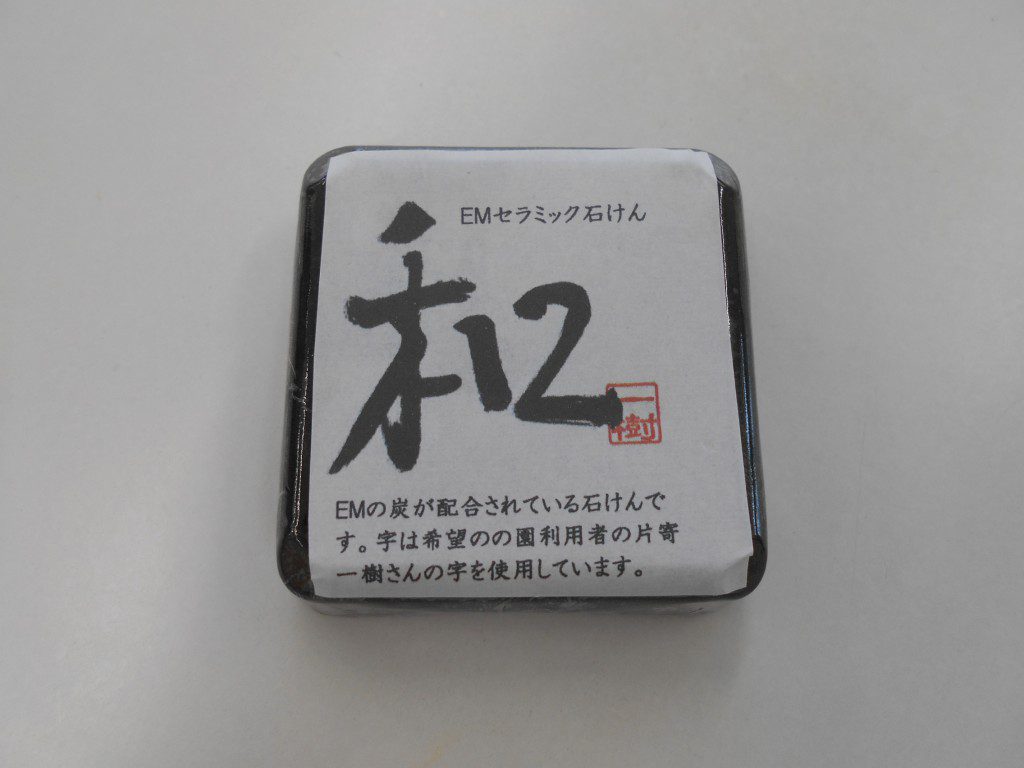 EMセラミック石けん
和
一
樹
EMの炭が配合されている石けんで
す。字は希望のの園利用者の片寄
一樹さんの字を使用しています。